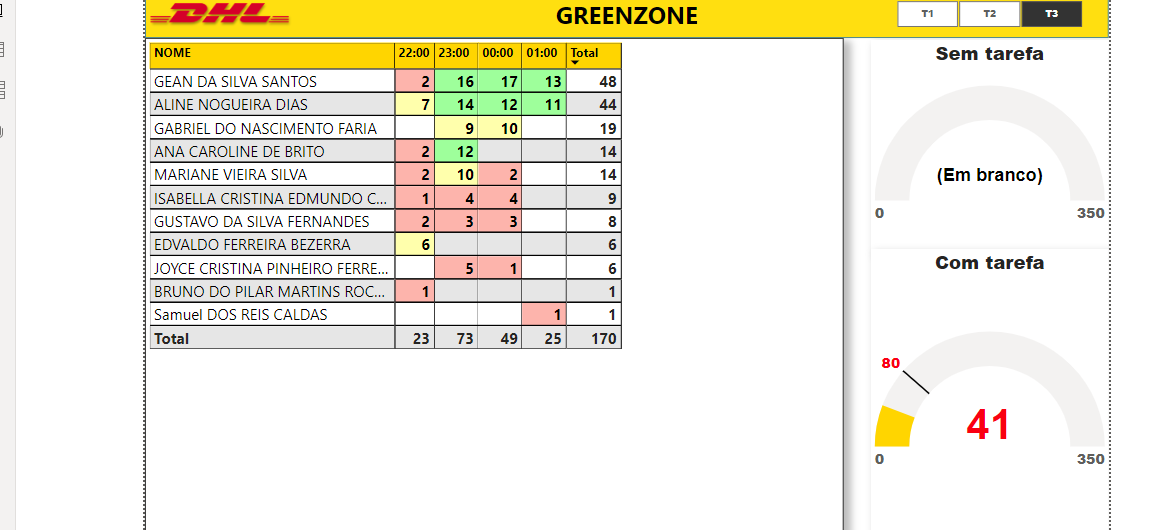 DHL
GREENZONE
T1 T2 T3
NOME 22:00 23:00 00:00 01:00 Total
GEAN DA SILVA SANTOS 2 16 17 13 48
ALINE NOGUEIRA DIAS 7 14 12 11 44
GABRIEL DO NASCIMENTO FARIA 9 10 19
ANA CAROLINE DE BRITO 2 12 14
MARIANE VIEIRA SILVA 2 10 2 14
ISABELLA CRISTINA EDMUNDO C... 1 4 4 9
GUSTAVO DA SILVA FERNANDES 2 3 3 8
EDVALDO FERREIRA BEZERRA 6 6
JOYCE CRISTINA PINHEIRO FERRE... 5 1 6
BRUNO DO PILAR MARTINS ROC... 1 1
Samuel DOS REIS CALDAS 1 1
Total 23 73 49 25 170
Sem tarefa
(Em branco)
0 350
Com tarefa
80
41
0 350